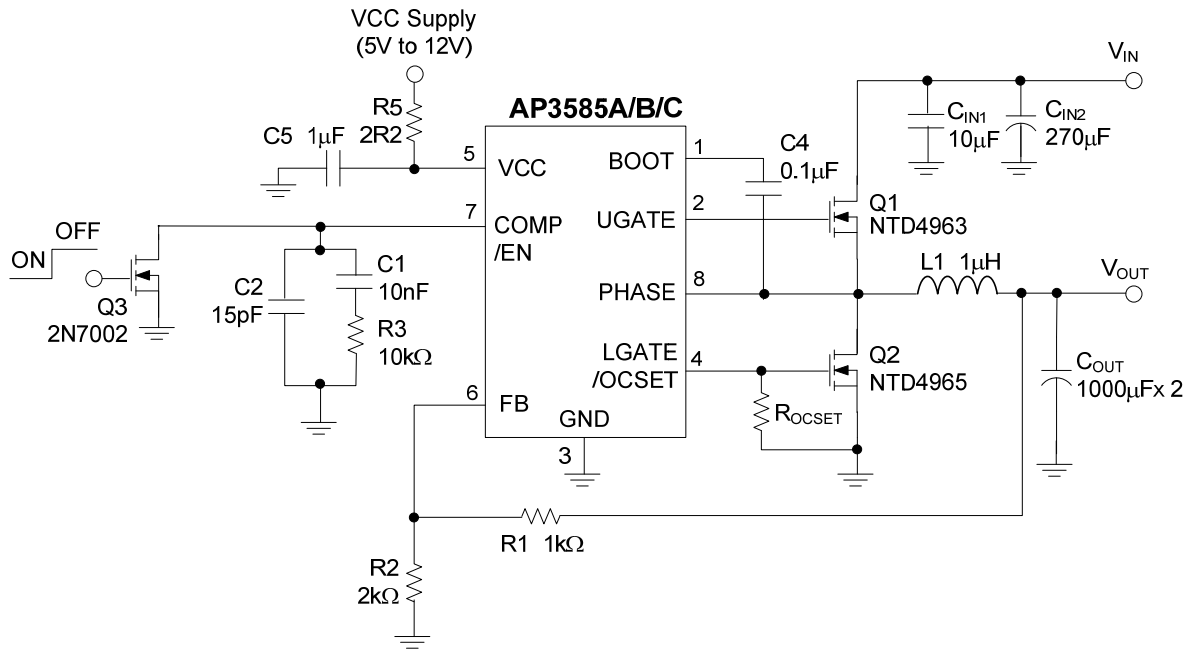 VCC Supply
(5V to 12V)
R5
2R2
C5 1μF
AP3585A/B/C
5
VCC
7
COMP
/EN
6
FB
GND
3
BOOT
1
UGATE
2
PHASE
8
LGATE
/OCSET
4
C4
0.1μF
VIN
CIN1
10μF
CIN2
270μF
Q1
NTD4963
L1 1μH
VOUT
Q2
NTD4965
ROCSET
COUT
1000μFx 2
OFF
ON
Q3
2N7002
C2
15pF
C1
10nF
R3
10kΩ
R1 1kΩ
R2
2kΩ